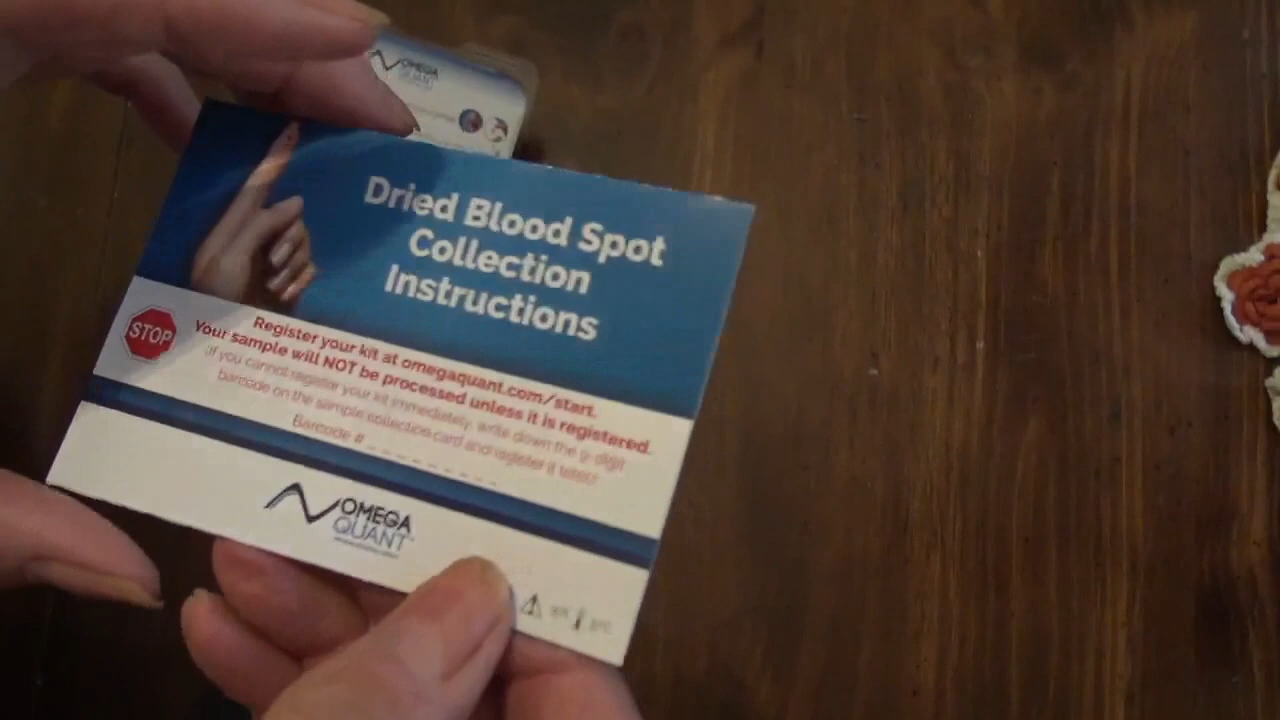 OMEGA
QUANT
Dried Blood Spot
Collection
Instructions
STOP
Register your kit at omegaquant.com/start.
Your sample will NOT be processed unless it is registered.
If you cannot register your kit immediately, write down the 9-digit
barcode on the sample collection card and register it later!
Barcode # _ _ _ _ _ _ _ _ _
OMEGA
QUANT